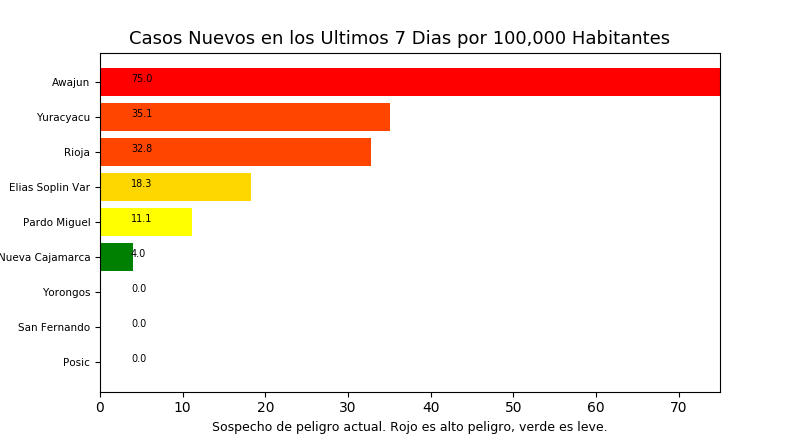 Casos Nuevos en los Ultimos 7 Dias por 100,000 Habitantes
Awajun 75.0
Yuracyacu 35.1
Rioja 32.8
Elias Soplin Var 18.3
Pardo Miguel 11.1
Nueva Cajamarca 4.0
Yorongos 0.0
San Fernando 0.0
Posic 0.0
0 10 20 30 40 50 60 70
Sospecho de peligro actual. Rojo es alto peligro, verde es leve.